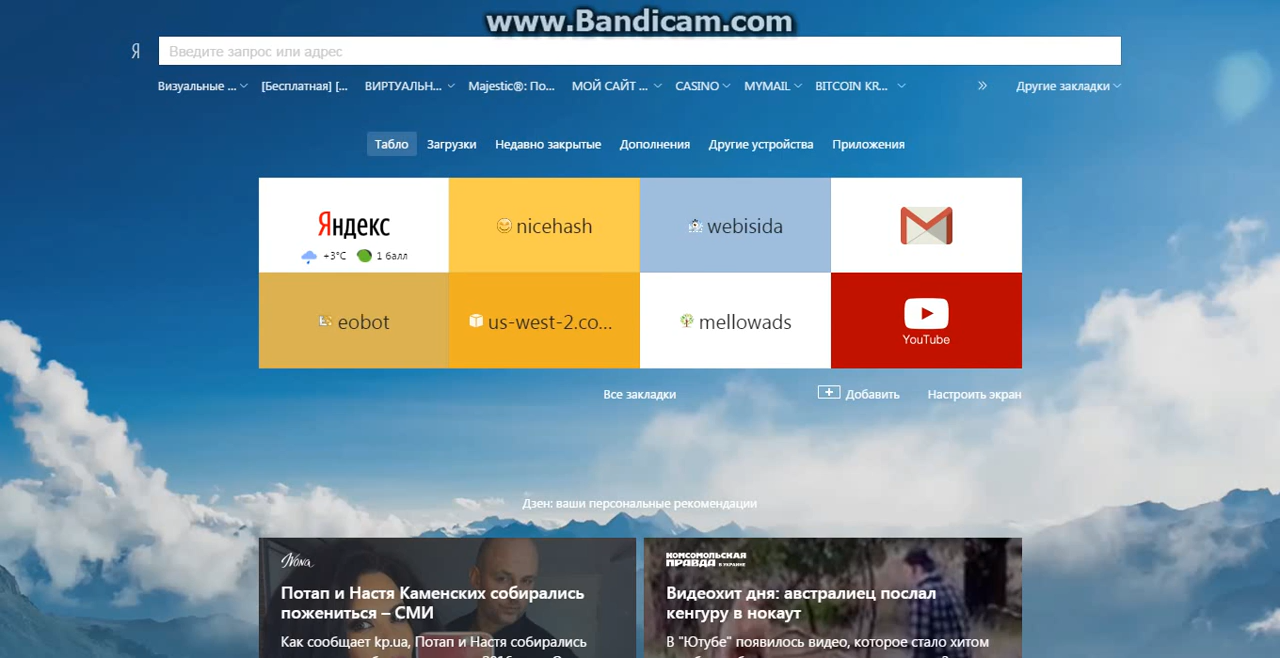 www.Bandicam.com
Я
Введите запрос или адрес
Визуальные ... [Бесплатная] [... ВИРТУАЛЬН... Majestic®: По... МОЙ САЙТ ... CASINO MYMAIL BITCOIN KR... » Другие закладки
Табло Загрузки Недавно закрытые Дополнения Другие устройства Приложения
Яндекс
+3°C 1 балл
nicehash
webisida
eobot
us-west-2.co...
mellowads
YouTube
Все закладки
Добавить
Настроить экран
Дзен: ваши персональные рекомендации
Nona
Потап и Настя Каменских собирались
пожениться – СМИ
Как сообщает kp.ua, Потап и Настя собирались
КОМСОМОЛЬСКАЯ
ПРАВДА В УКРАИНЕ
Видеохит дня: австралиец послал
кенгуру в нокаут
В "Ютубе" появилось видео, которое стало хитом